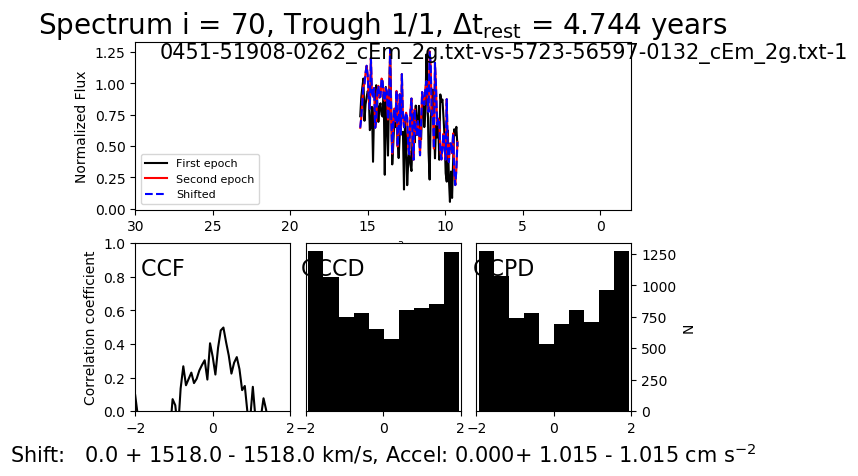 Spectrum i = 70, Trough 1/1, Δt_rest = 4.744 years
0451-51908-0262_cEm_2g.txt-vs-5723-56597-0132_cEm_2g.txt-1
Normalized Flux
1.25
1.00
0.75
0.50
0.25
0.00
First epoch
Second epoch
Shifted
30 25 20 15 10 5 0
Correlation coefficient
1.0
0.8
0.6
0.4
0.2
0.0
CCF
−2 0 2
CCCD
−2 0
CCPD
−2 0 2
1250
1000
750
500
250
0
N
Shift: 0.0 + 1518.0 - 1518.0 km/s, Accel: 0.000+ 1.015 - 1.015 cm s⁻²